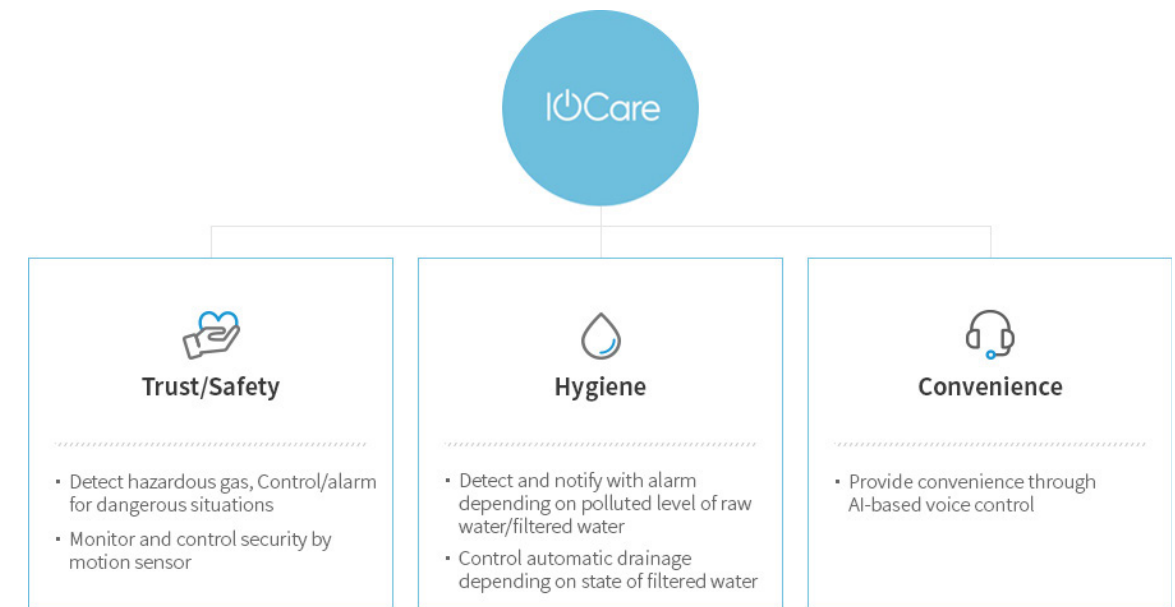 IOCare
Trust/Safety
▪ Detect hazardous gas, Control/alarm
for dangerous situations
▪ Monitor and control security by
motion sensor
Hygiene
▪ Detect and notify with alarm
depending on polluted level of raw
water/filtered water
▪ Control automatic drainage
depending on state of filtered water
Convenience
▪ Provide convenience through
AI-based voice control